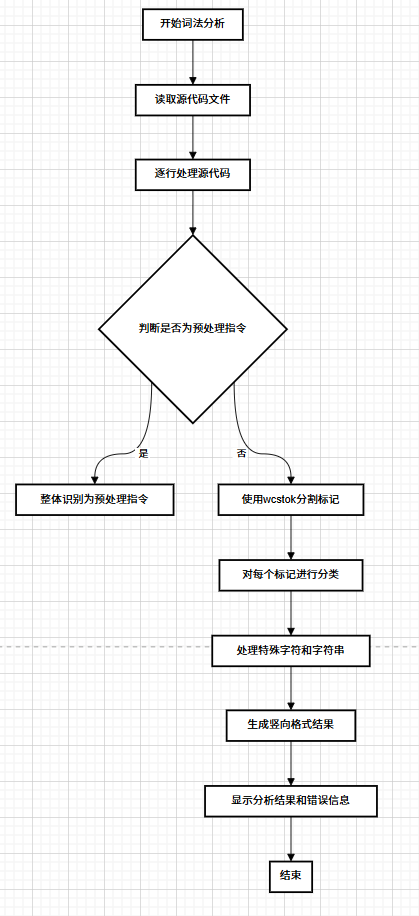 开始词法分析
读取源代码文件
逐行处理源代码
判断是否为预处理指令
是
否
整体识别为预处理指令
使用wcstok分割标记
对每个标记进行分类
处理特殊字符和字符串
生成竖向格式结果
显示分析结果和错误信息
结束